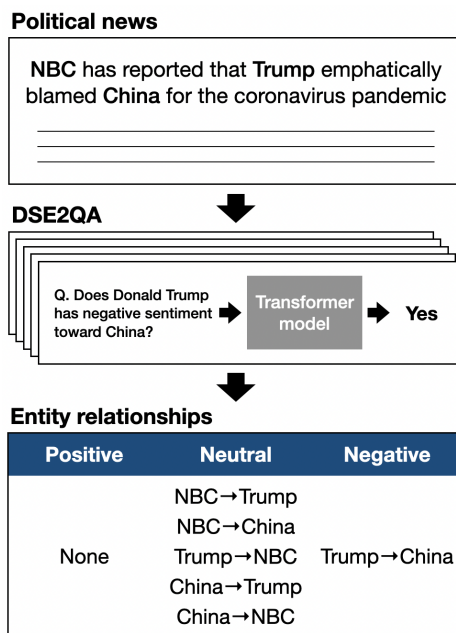 Political news
NBC has reported that Trump emphatically
blamed China for the coronavirus pandemic
DSE2QA
Q. Does Donald Trump
has negative sentiment
toward China?
Transformer
model
Yes
Entity relationships
Positive Neutral Negative
NBC→Trump
NBC→China
None Trump→NBC Trump→China
China→Trump
China→NBC